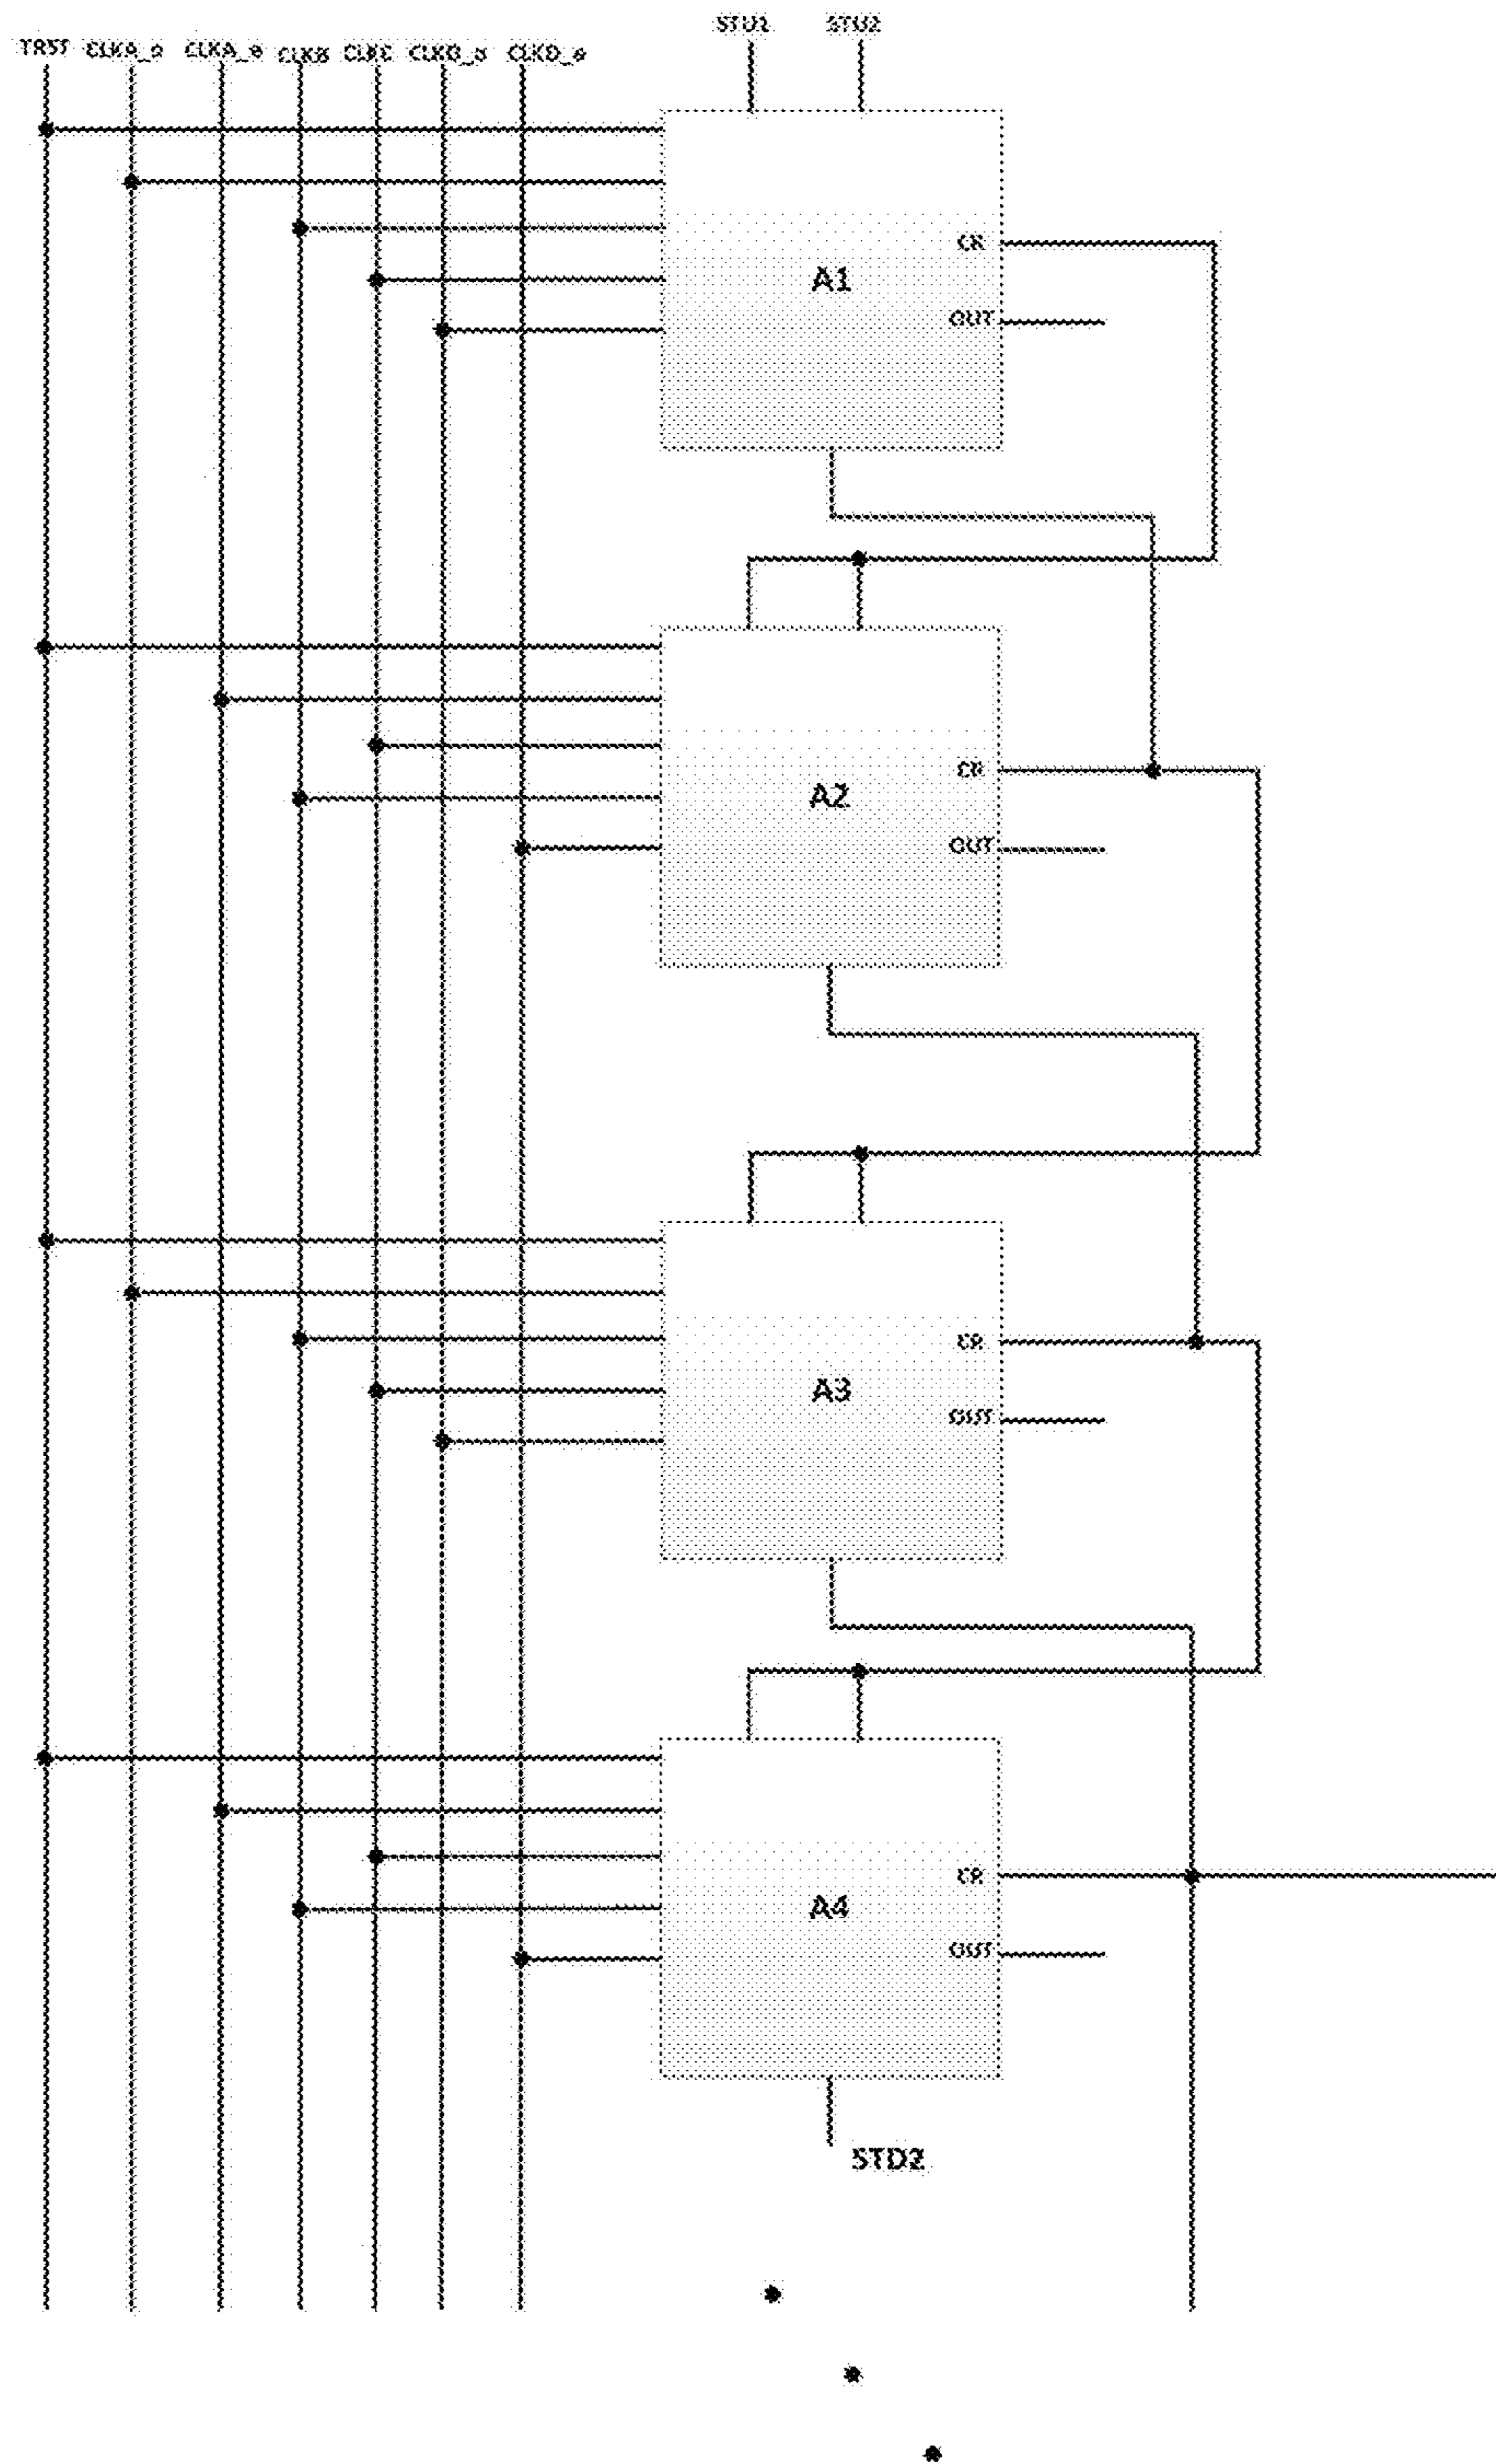 STU1 STU2
TRST CLKA_o CLKA_e CLKB CLKC CLKD_o CLKD_e
CR
A1
OUT
CR
A2
OUT
CR
A3
OUT
CR
A4
OUT
STD2